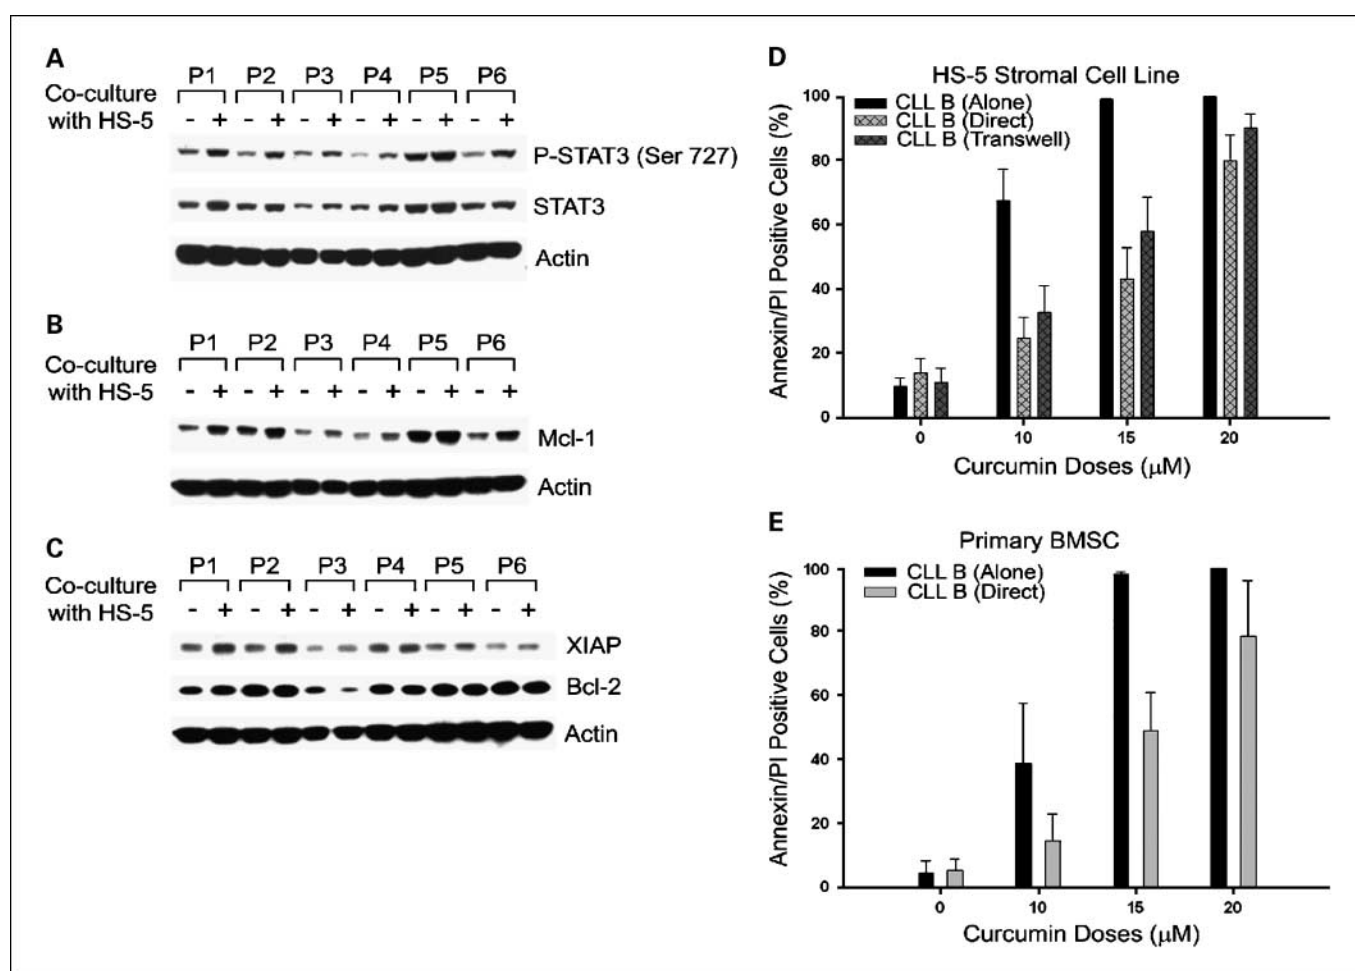 A
P1 P2 P3 P4 P5 P6
Co-culture
with HS-5 - + - + - + - + - + - +
P-STAT3 (Ser 727)
STAT3
Actin
B
P1 P2 P3 P4 P5 P6
Co-culture
with HS-5 - + - + - + - + - + - +
Mcl-1
Actin
C
P1 P2 P3 P4 P5 P6
Co-culture
with HS-5 - + - + - + - + - + - +
XIAP
Bcl-2
Actin
D
HS-5 Stromal Cell Line
CLL B (Alone)
CLL B (Direct)
CLL B (Transwell)
Annexin/PI Positive Cells (%)
100
80
60
40
20
0
0 10 15 20
Curcumin Doses (μM)
E
Primary BMSC
CLL B (Alone)
CLL B (Direct)
Annexin/PI Positive Cells (%)
100
80
60
40
20
0
0 10 15 20
Curcumin Doses (μM)